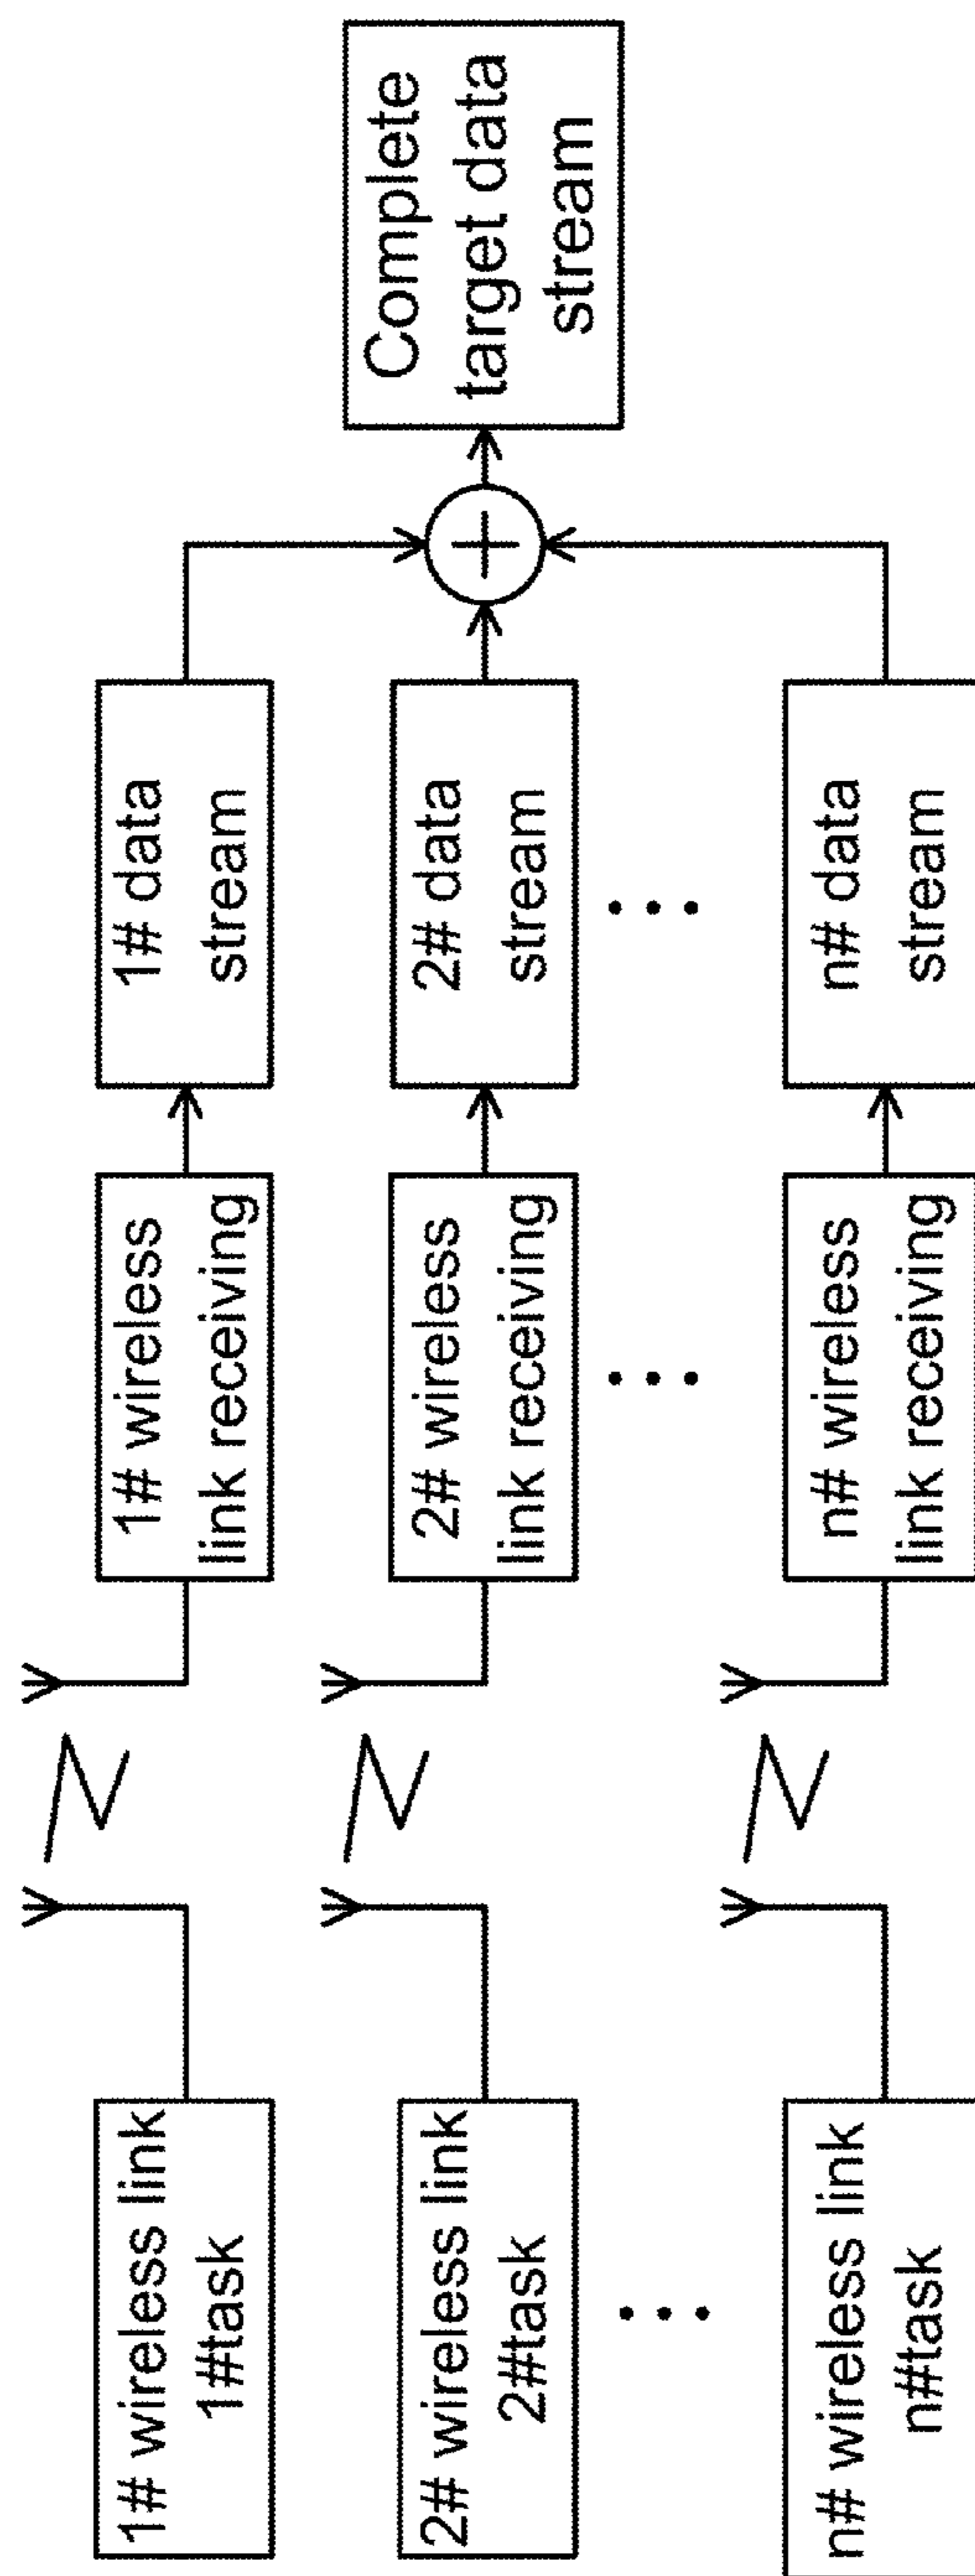 1# wireless link
1#task
1# wireless
link receiving
1# data
stream
2# wireless link
2#task
2# wireless
link receiving
2# data
stream
Complete
target data
stream
n# wireless link
n#task
n# wireless
link receiving
n# data
stream